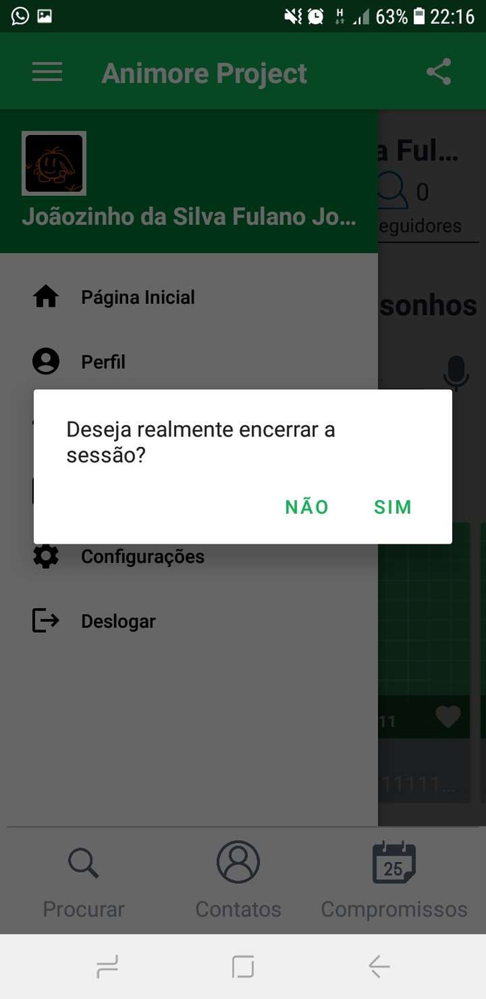 H 63% 22:16
Animore Project
a Ful...
0
eguidores
Joãozinho da Silva Fulano Jo...
sonhos
Página Inicial
Perfil
Deseja realmente encerrar a
sessão?
NÃO SIM
Configurações
Deslogar
11
11111...
25
Procurar Contatos Compromissos